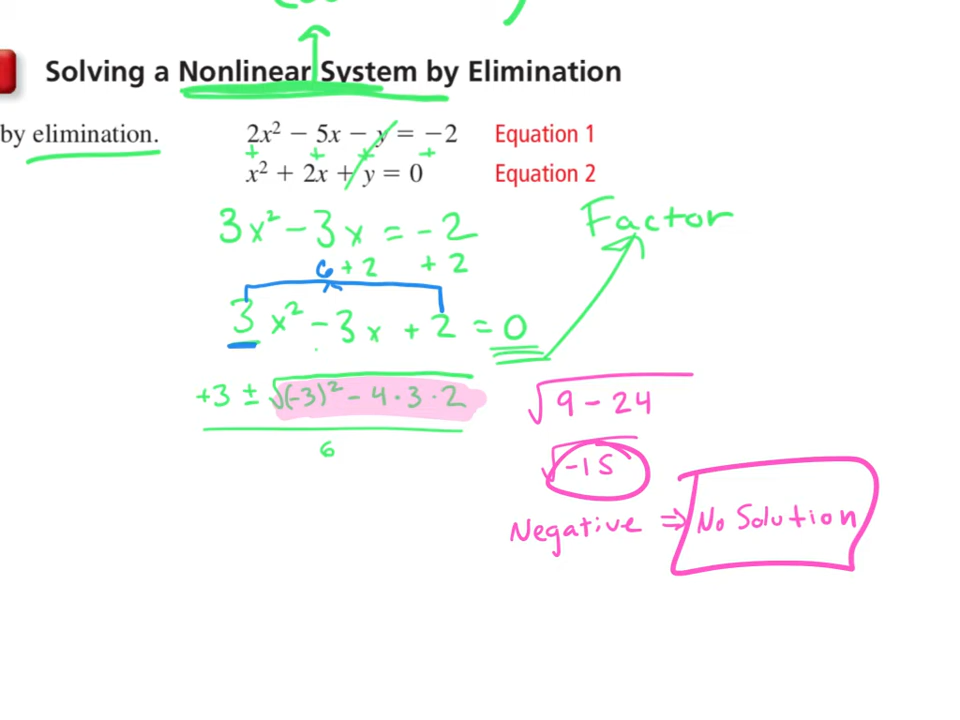 Solving a Nonlinear System by Elimination
by elimination.
2x² − 5x − y = −2 Equation 1
+ + + +
x² + 2x + y = 0 Equation 2
3x² − 3x = −2
Factor
6 +2 +2
3x² − 3x + 2 = 0
+3 ± √(-3)² − 4·3·2
6
√9 − 24
√-15
Negative ⇒ No Solution